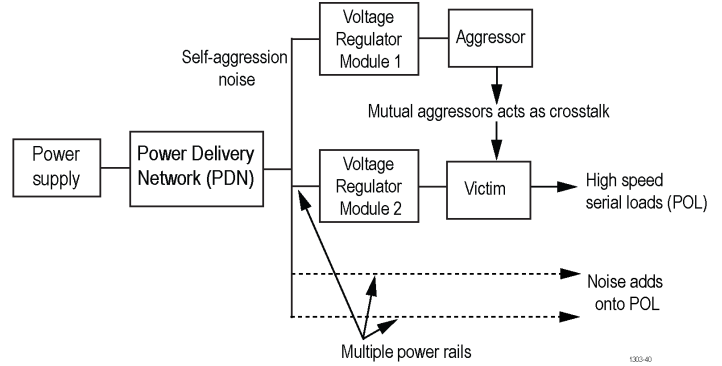 Voltage
Regulator
Module 1
Aggressor
Self-aggression
noise
Mutual aggressors acts as crosstalk
Power
supply
Power Delivery
Network (PDN)
Voltage
Regulator
Module 2
Victim
High speed
serial loads (POL)
Noise adds
onto POL
Multiple power rails
1303-40